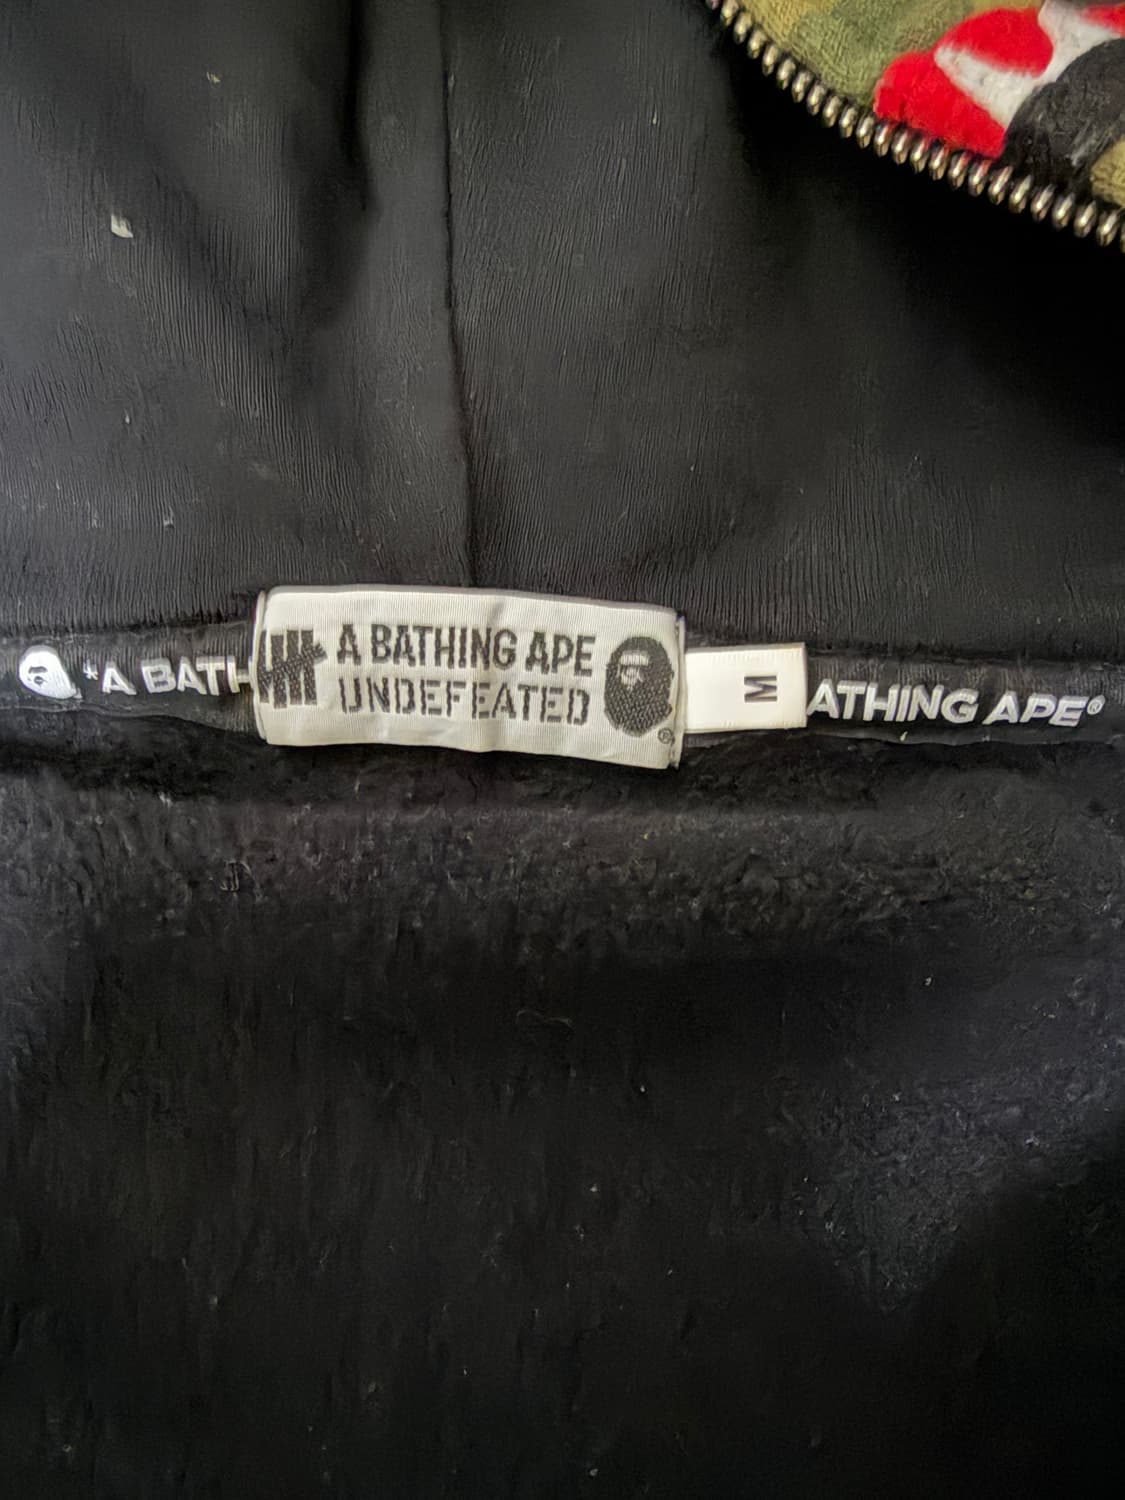 *A BATH
A BATHING APE
UNDEFEATED
®
M
ATHING APE®